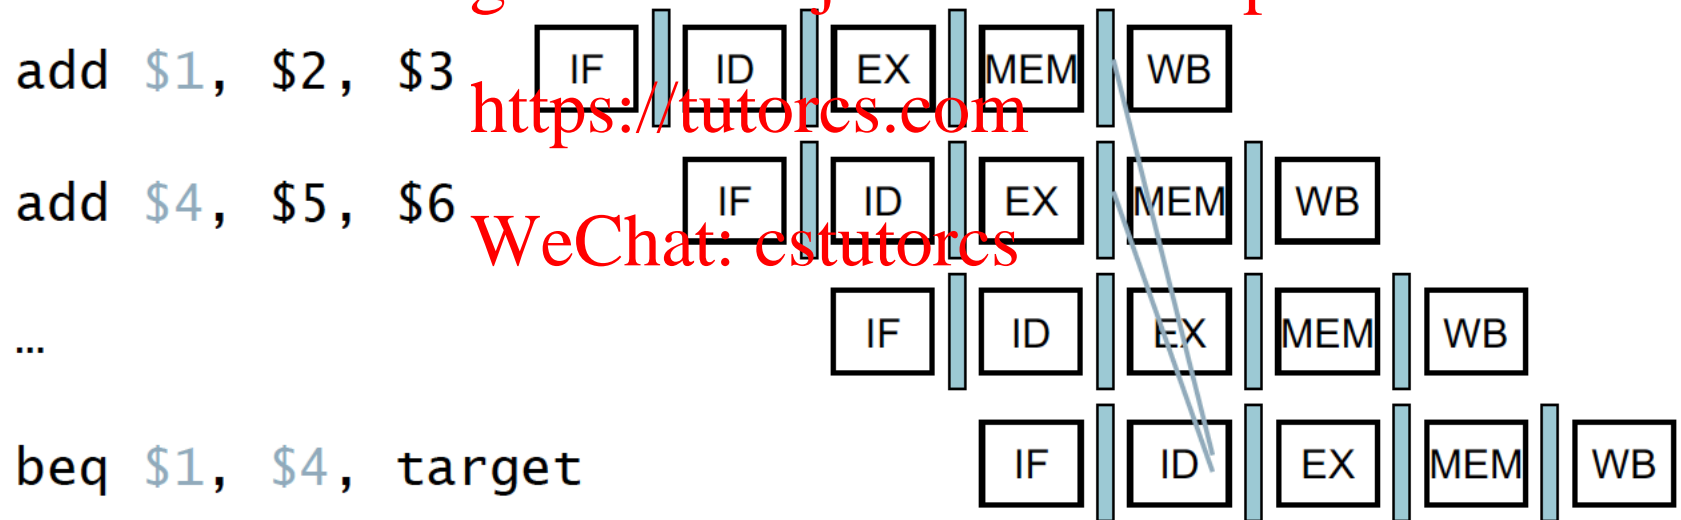 add $1, $2, $3 IF ID EX MEM WB
https://tutorcs.com
add $4, $5, $6 IF ID EX MEM WB
WeChat: cstutorcs
… IF ID EX MEM WB
beq $1, $4, target IF ID EX MEM WB